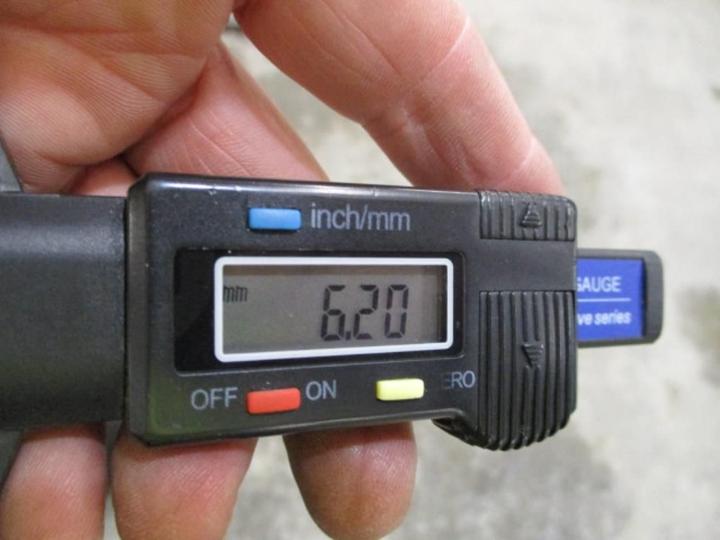 inch/mm
mm 6.20
OFF ON ERO
GAUGE
ve series